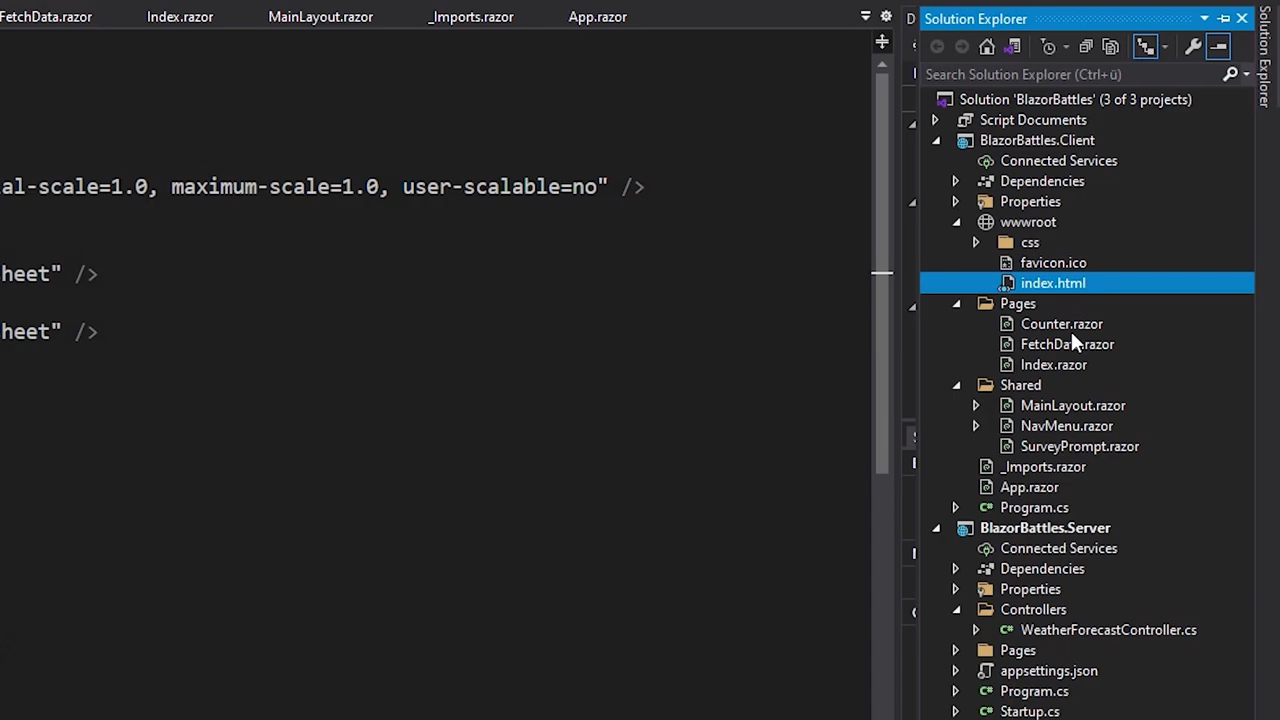 FetchData.razor
Index.razor
MainLayout.razor
_Imports.razor
App.razor
al-scale=1.0, maximum-scale=1.0, user-scalable=no" />
heet" />
heet" />
Solution Explorer
Search Solution Explorer (Ctrl+ü)
Solution 'BlazorBattles' (3 of 3 projects)
Script Documents
BlazorBattles.Client
Connected Services
Dependencies
Properties
wwwroot
css
favicon.ico
index.html
Pages
Counter.razor
FetchData.razor
Index.razor
Shared
MainLayout.razor
NavMenu.razor
SurveyPrompt.razor
_Imports.razor
App.razor
C# Program.cs
BlazorBattles.Server
Connected Services
Dependencies
Properties
Controllers
C# WeatherForecastController.cs
Pages
appsettings.json
C# Program.cs
C# Startup.cs
Solution Explorer